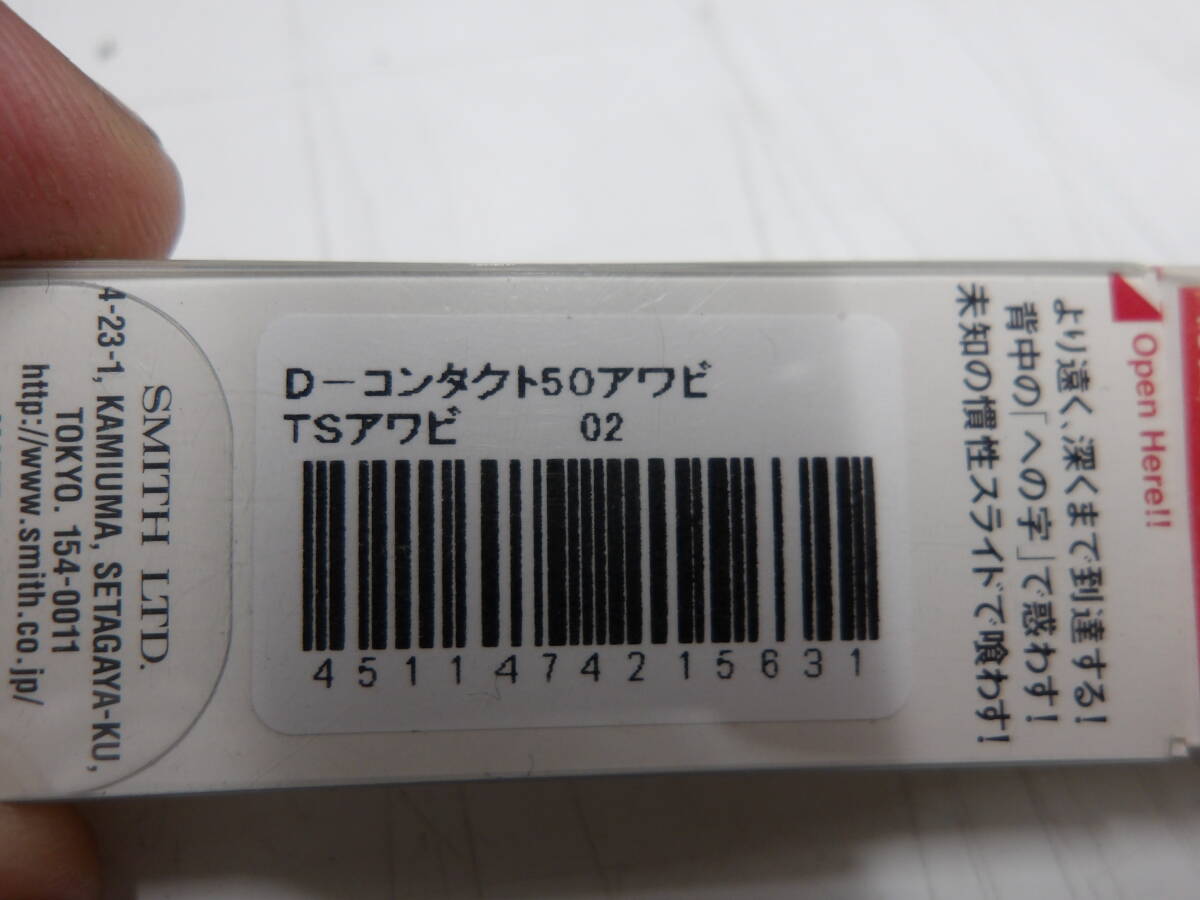 D-コンタクト50アワビ
TSアワビ 02
4511474215631
SMITH LTD.
4-23-1, KAMIUMA, SETAGAYA-KU,
TOKYO. 154-0011
http://www.smith.co.jp/
Open Here!!
より遠く、深くまで到達する!
背中の「への字」で惑わす!
未知の慣性スライドで喰わす!